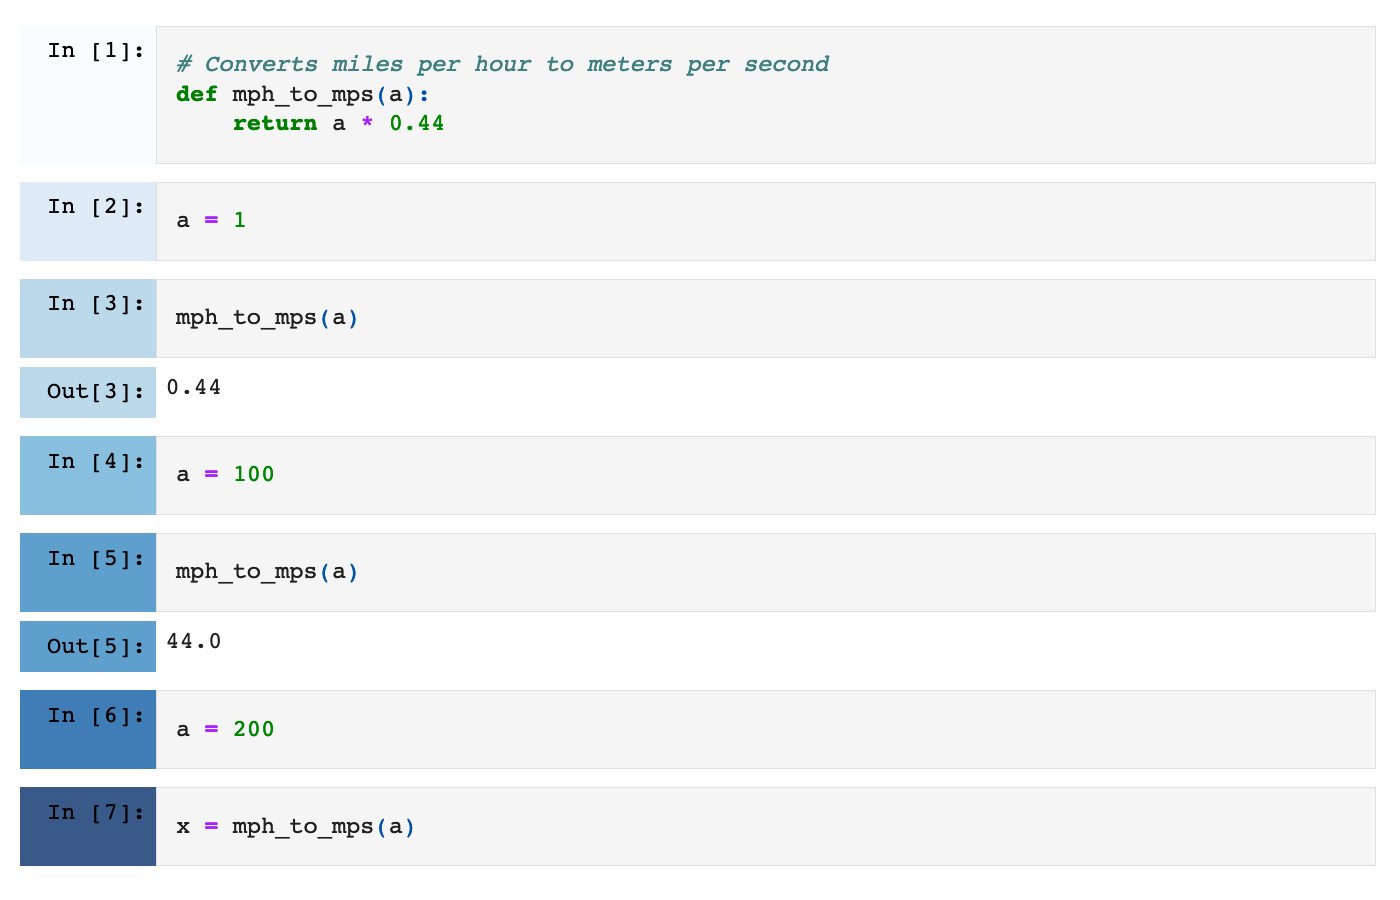 In [1]:
# Converts miles per hour to meters per second
def mph_to_mps(a):
    return a * 0.44
In [2]:
a = 1
In [3]:
mph_to_mps(a)
Out[3]:
0.44
In [4]:
a = 100
In [5]:
mph_to_mps(a)
Out[5]:
44.0
In [6]:
a = 200
In [7]:
x = mph_to_mps(a)